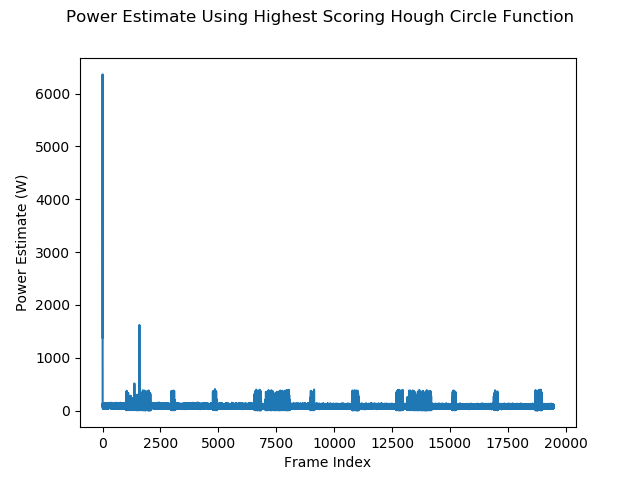 Power Estimate Using Highest Scoring Hough Circle Function
6000
5000
4000
3000
2000
1000
0
Power Estimate (W)
0 2500 5000 7500 10000 12500 15000 17500 20000
Frame Index